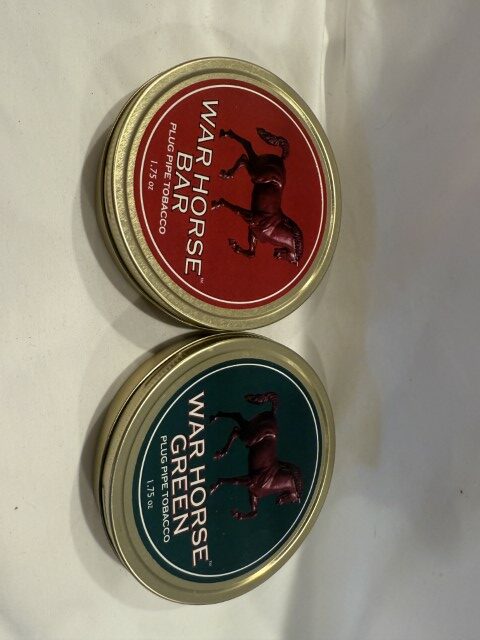 WAR HORSE™
BAR
PLUG PIPE TOBACCO
1.75 oz
WAR HORSE™
GREEN
PLUG PIPE TOBACCO
1.75 oz